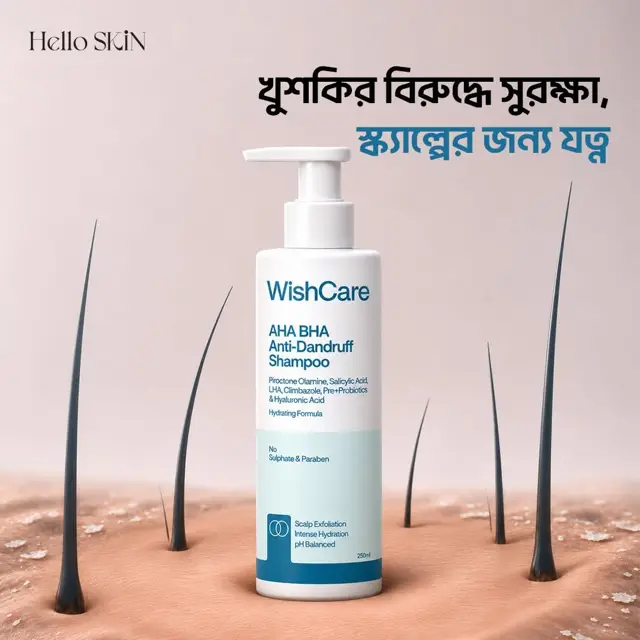 Hello SKiN
খুশকির বিরুদ্ধে সুরক্ষা,
স্ক্যাল্পের জন্য যত্ন
WishCare
AHA BHA
Anti-Dandruff
Shampoo
Piroctone Olamine, Salicylic Acid,
LHA, Climbazole, Pre+Probiotics
& Hyaluronic Acid
Hydrating Formula
No
Sulphate & Paraben
Scalp Exfoliation
Intense Hydration
pH Balanced
250ml